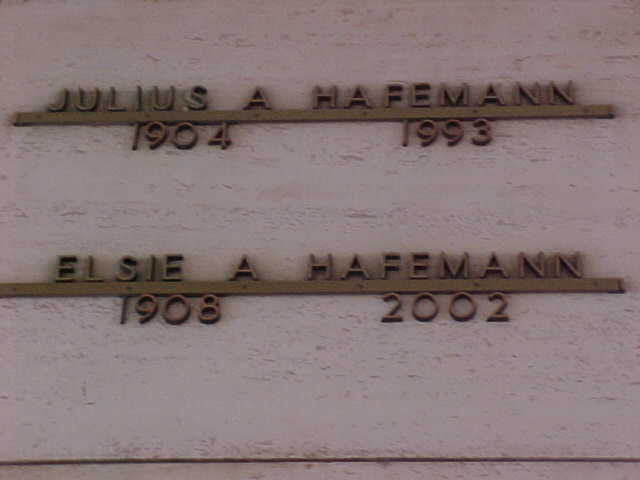 JULIUS A HAFEMANN
1904 1993
ELSIE A HAFEMANN
1908 2002